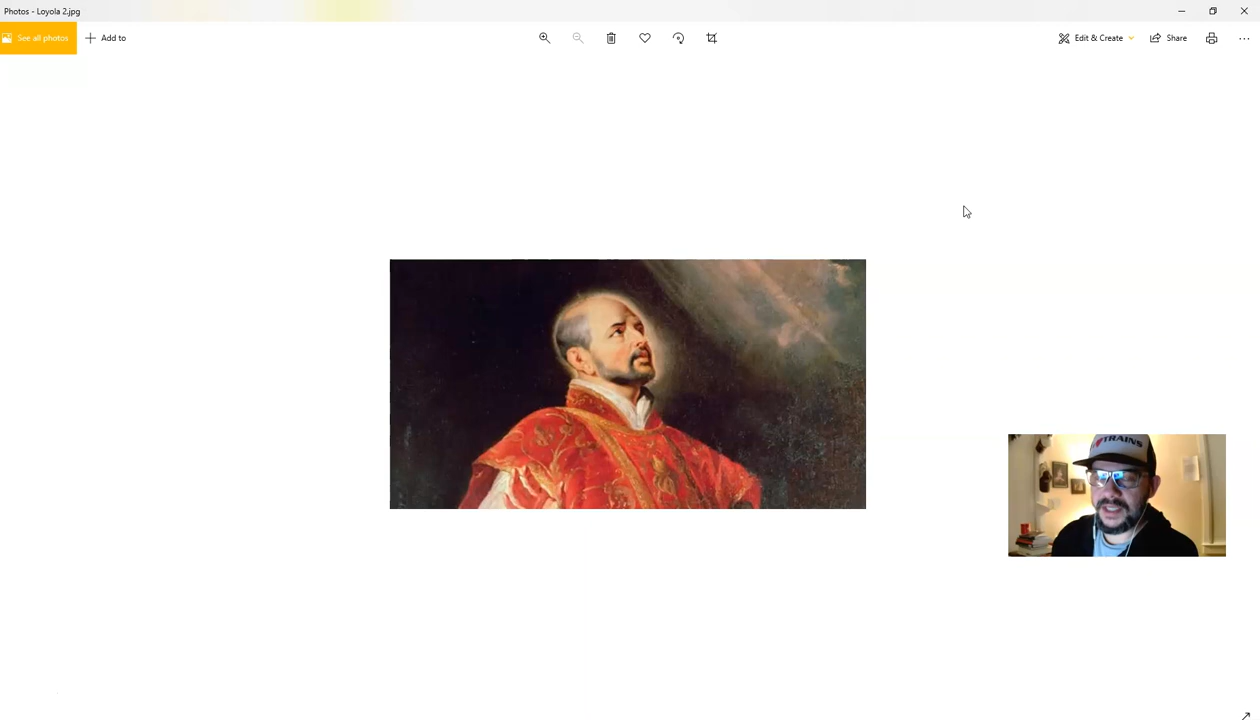 Photos - Loyola 2.jpg
See all photos
Add to
Edit & Create
Share
TRAINS